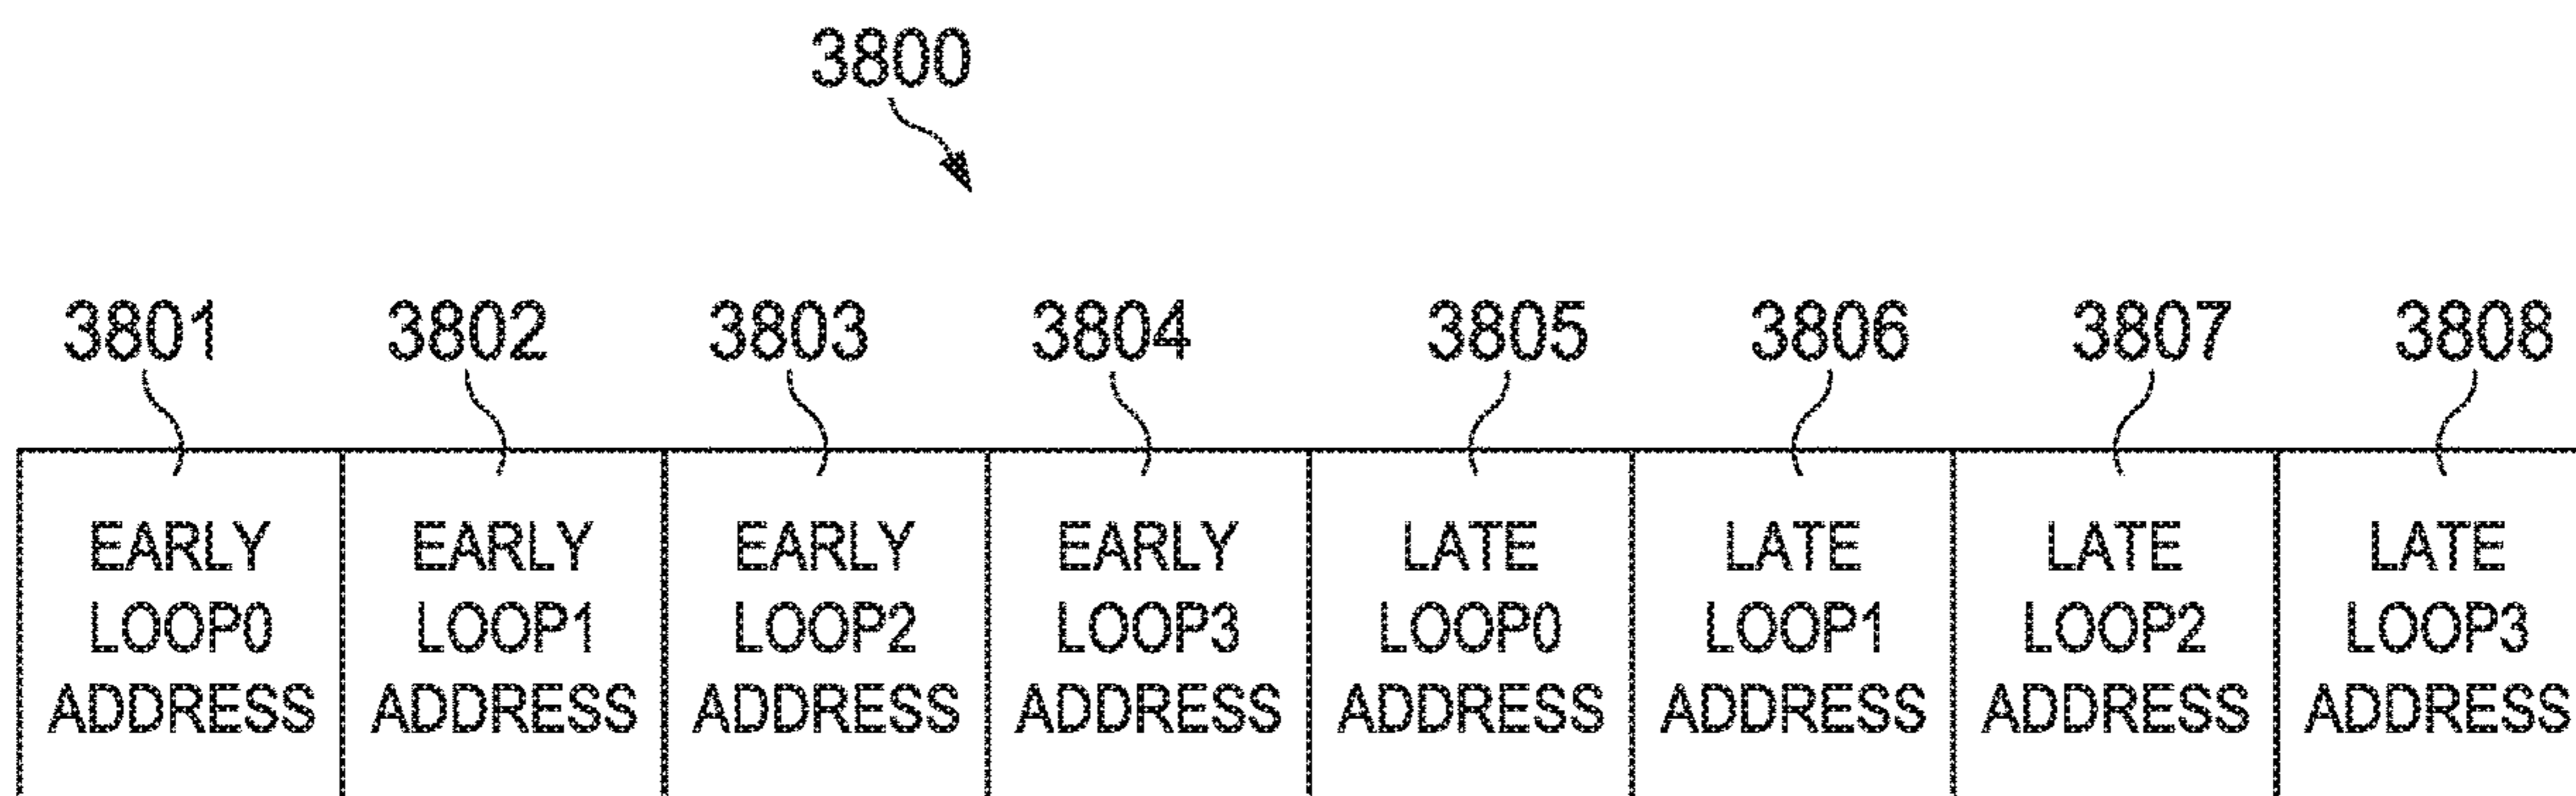 3800
3801 3802 3803 3804 3805 3806 3807 3808
EARLY EARLY EARLY EARLY LATE LATE LATE LATE
LOOP0 LOOP1 LOOP2 LOOP3 LOOP0 LOOP1 LOOP2 LOOP3
ADDRESS ADDRESS ADDRESS ADDRESS ADDRESS ADDRESS ADDRESS ADDRESS